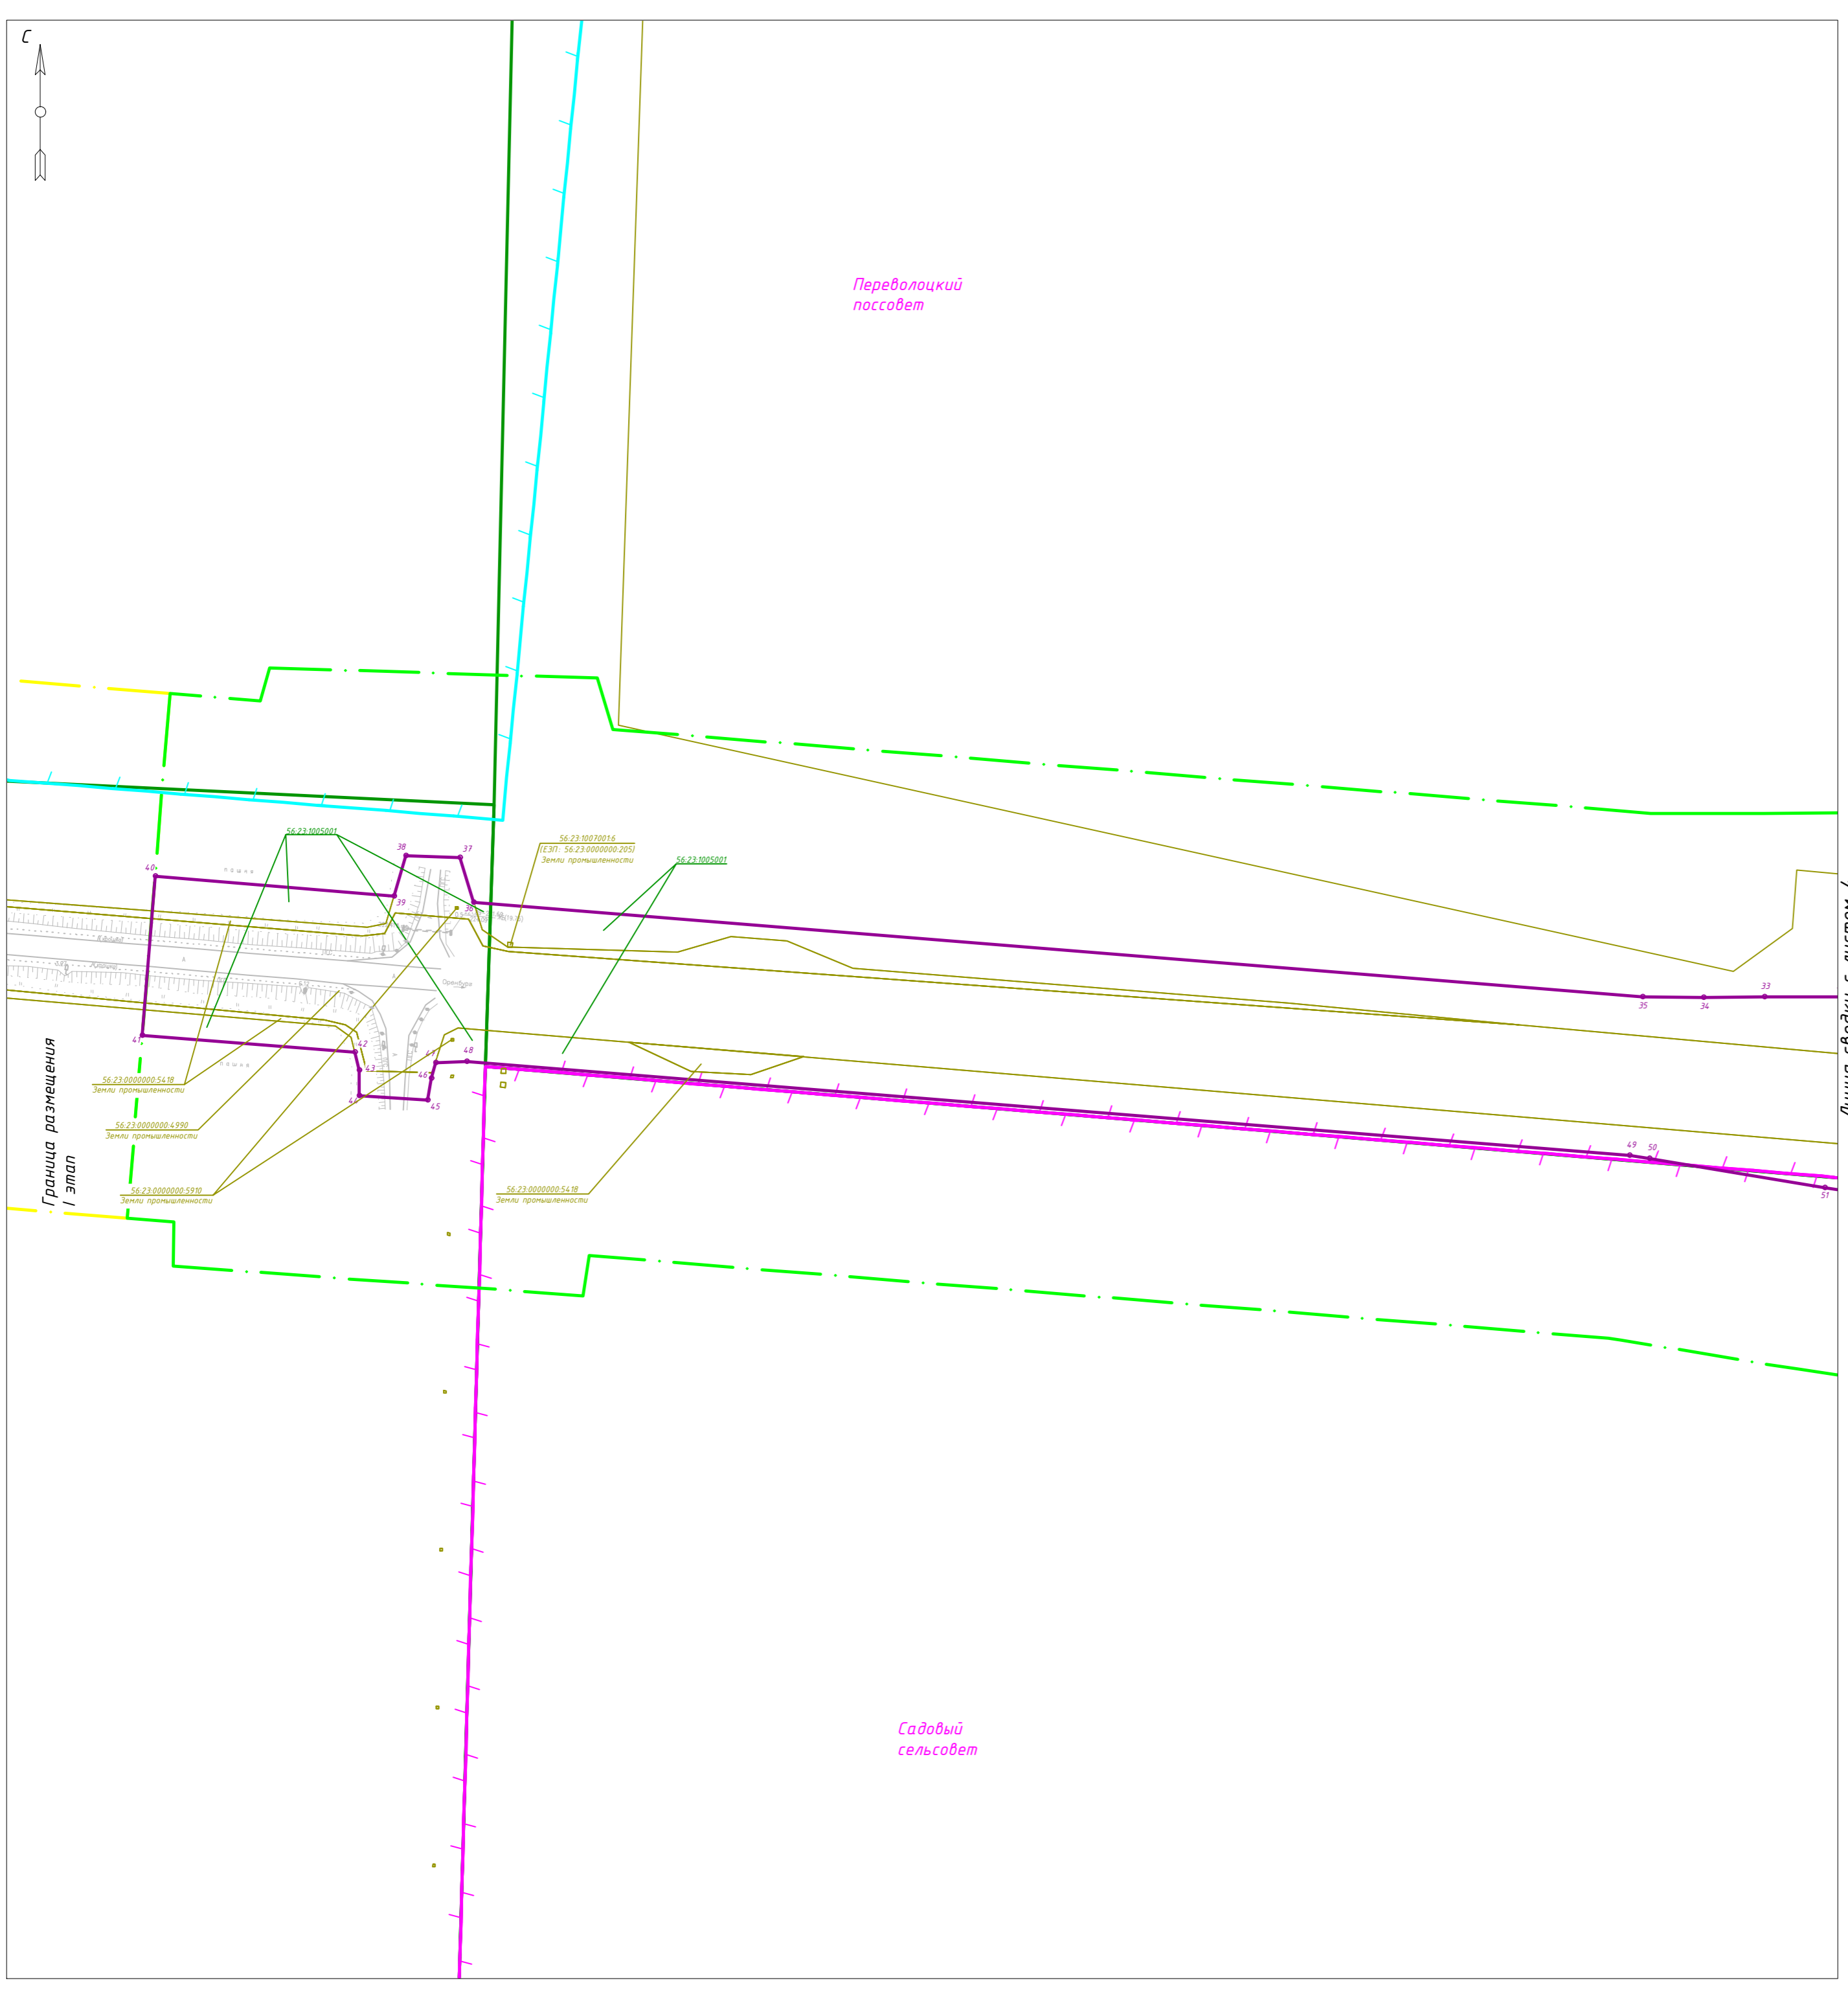 С
Переволоцкий
поссовет
56:23:1005001
56:23:1007001:6
(ЕЗП: 56:23:0000000:205)
Земли промышленности
56:23:1005001
38
37
40
39
36
пашня
33
35
34
Оренбург
41
42
47
48
43
46
44
45
пашня
49
50
51
56:23:0000000:5418
Земли промышленности
56:23:0000000:4990
Земли промышленности
56:23:0000000:5910
Земли промышленности
56:23:0000000:5418
Земли промышленности
Граница размещения
I этап
Садовый
сельсовет